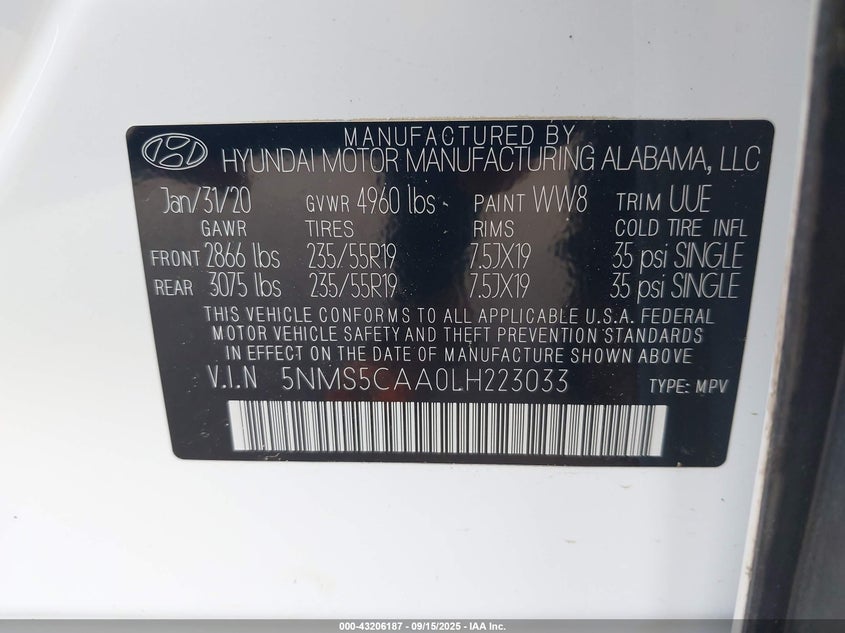 MANUFACTURED BY
HYUNDAI MOTOR MANUFACTURING ALABAMA, LLC
Jan/31/20 GVWR 4960 lbs PAINT WW8 TRIM UUE
GAWR TIRES RIMS COLD TIRE INFL
FRONT 2866 lbs 235/55R19 7.5JX19 35 psi SINGLE
REAR 3075 lbs 235/55R19 7.5JX19 35 psi SINGLE
THIS VEHICLE CONFORMS TO ALL APPLICABLE U.S.A. FEDERAL
MOTOR VEHICLE SAFETY AND THEFT PREVENTION STANDARDS
IN EFFECT ON THE DATE OF MANUFACTURE SHOWN ABOVE
V.I.N 5NMS5CAA0LH223033 TYPE: MPV
000-43206187 - 09/15/2025 - IAA Inc.